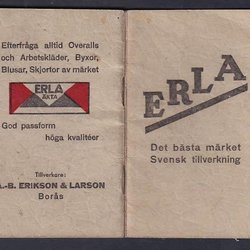 Efterfråga alltid Overalls
och Arbetskläder, Byxor,
Blusar, Skjortor av märket
ERLA
ÄKTA
God passform
höga kvalitéer
Tillverkare:
A.-B. ERIKSON & LARSON
Borås
ERLA
Det bästa märket
Svensk tillverkning